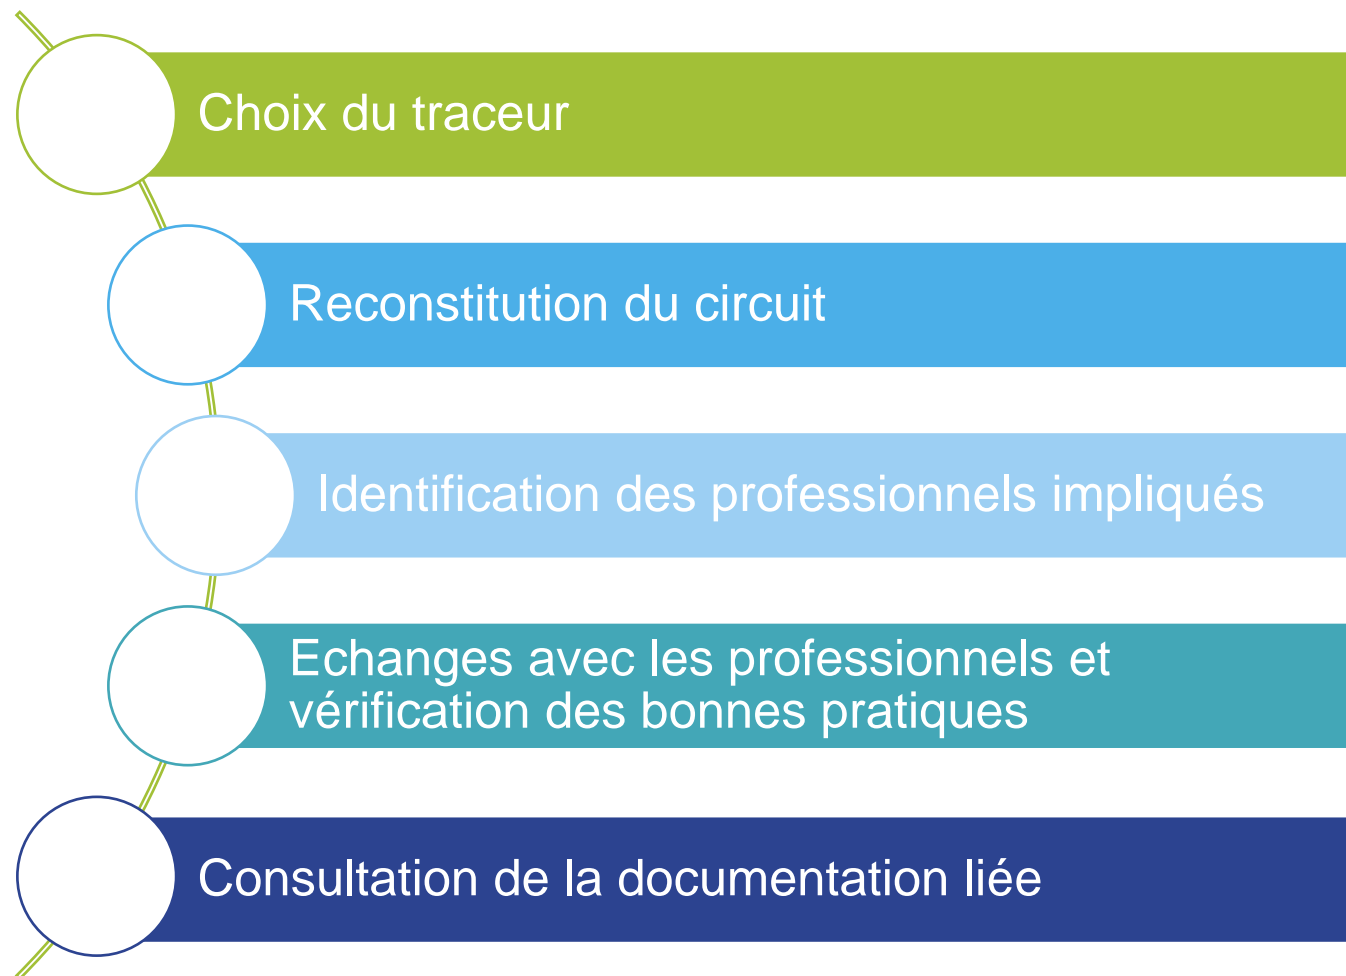 Choix du traceur
Reconstitution du circuit
Identification des professionnels impliqués
Echanges avec les professionnels et
vérification des bonnes pratiques
Consultation de la documentation liée